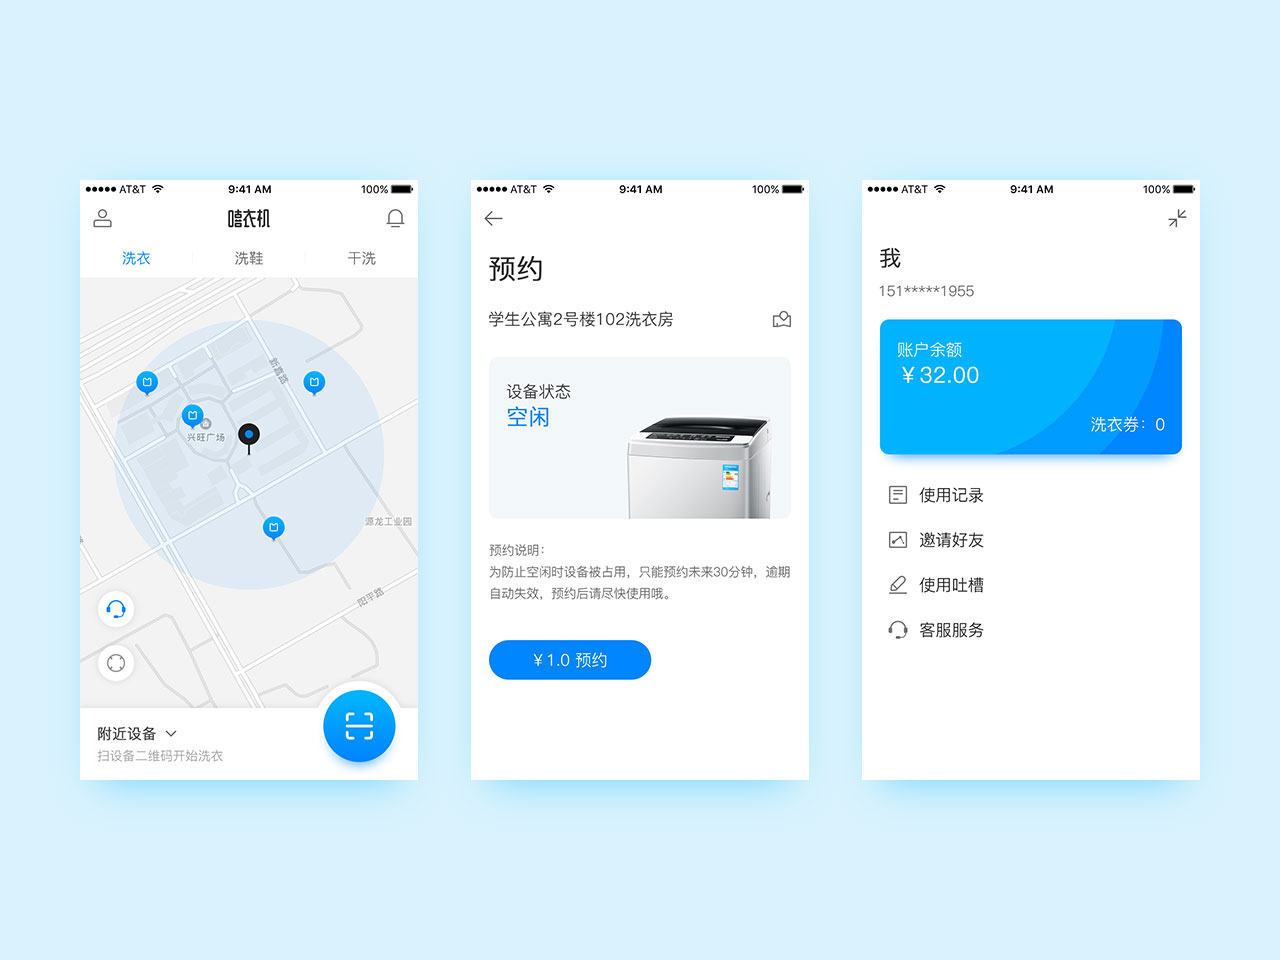 AT&T 9:41 AM 100%
嘻衣机
洗衣 洗鞋 干洗
新嘉路
兴旺广场
源龙工业园
阳平路
附近设备
扫设备二维码开始洗衣
AT&T 9:41 AM 100%
预约
学生公寓2号楼102洗衣房
设备状态
空闲
预约说明：
为防止空闲时设备被占用，只能预约未来30分钟，逾期
自动失效，预约后请尽快使用哦。
¥1.0 预约
AT&T 9:41 AM 100%
我
151*****1955
账户余额
¥32.00
洗衣券：0
使用记录
邀请好友
使用吐槽
客服服务